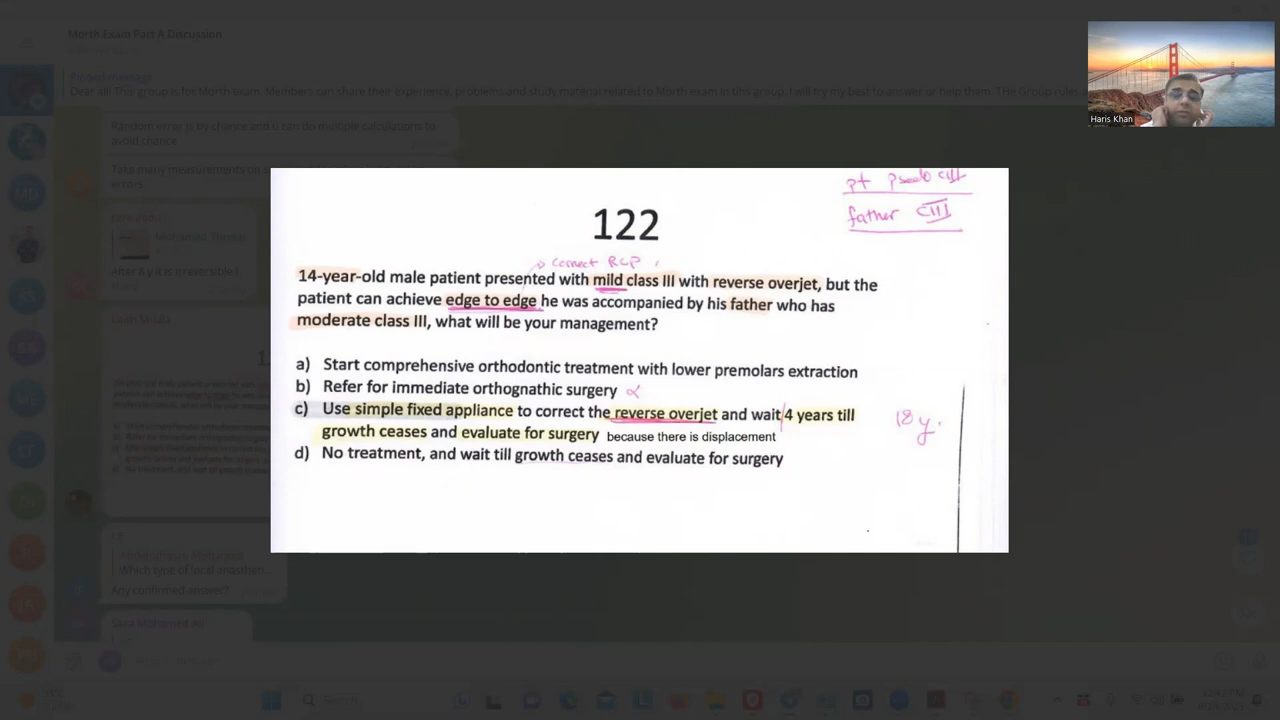 Morth Exam Part A Discussion
Pinned message
Dear all! This group is for Morth exam. Members can share their experience, problems and study material related to Morth exam in this group. I will try my best to answer or help them. THe Group rules
Random error is by chance and u can do multiple calculations to
avoid chance
Take many measurements on
errors
Haris Khan
pt pseudo CIII
father CIII
122
correct RCP
14-year-old male patient presented with mild class III with reverse overjet, but the
patient can achieve edge to edge he was accompanied by his father who has
moderate class III, what will be your management?
a) Start comprehensive orthodontic treatment with lower premolars extraction
b) Refer for immediate orthognathic surgery
c) Use simple fixed appliance to correct the reverse overjet and wait 4 years till
growth ceases and evaluate for surgery because there is displacement
18 y.
d) No treatment, and wait till growth ceases and evaluate for surgery
Which type of local anasthet...
Any confirmed answer?
Sara Mohamed Ali
Search